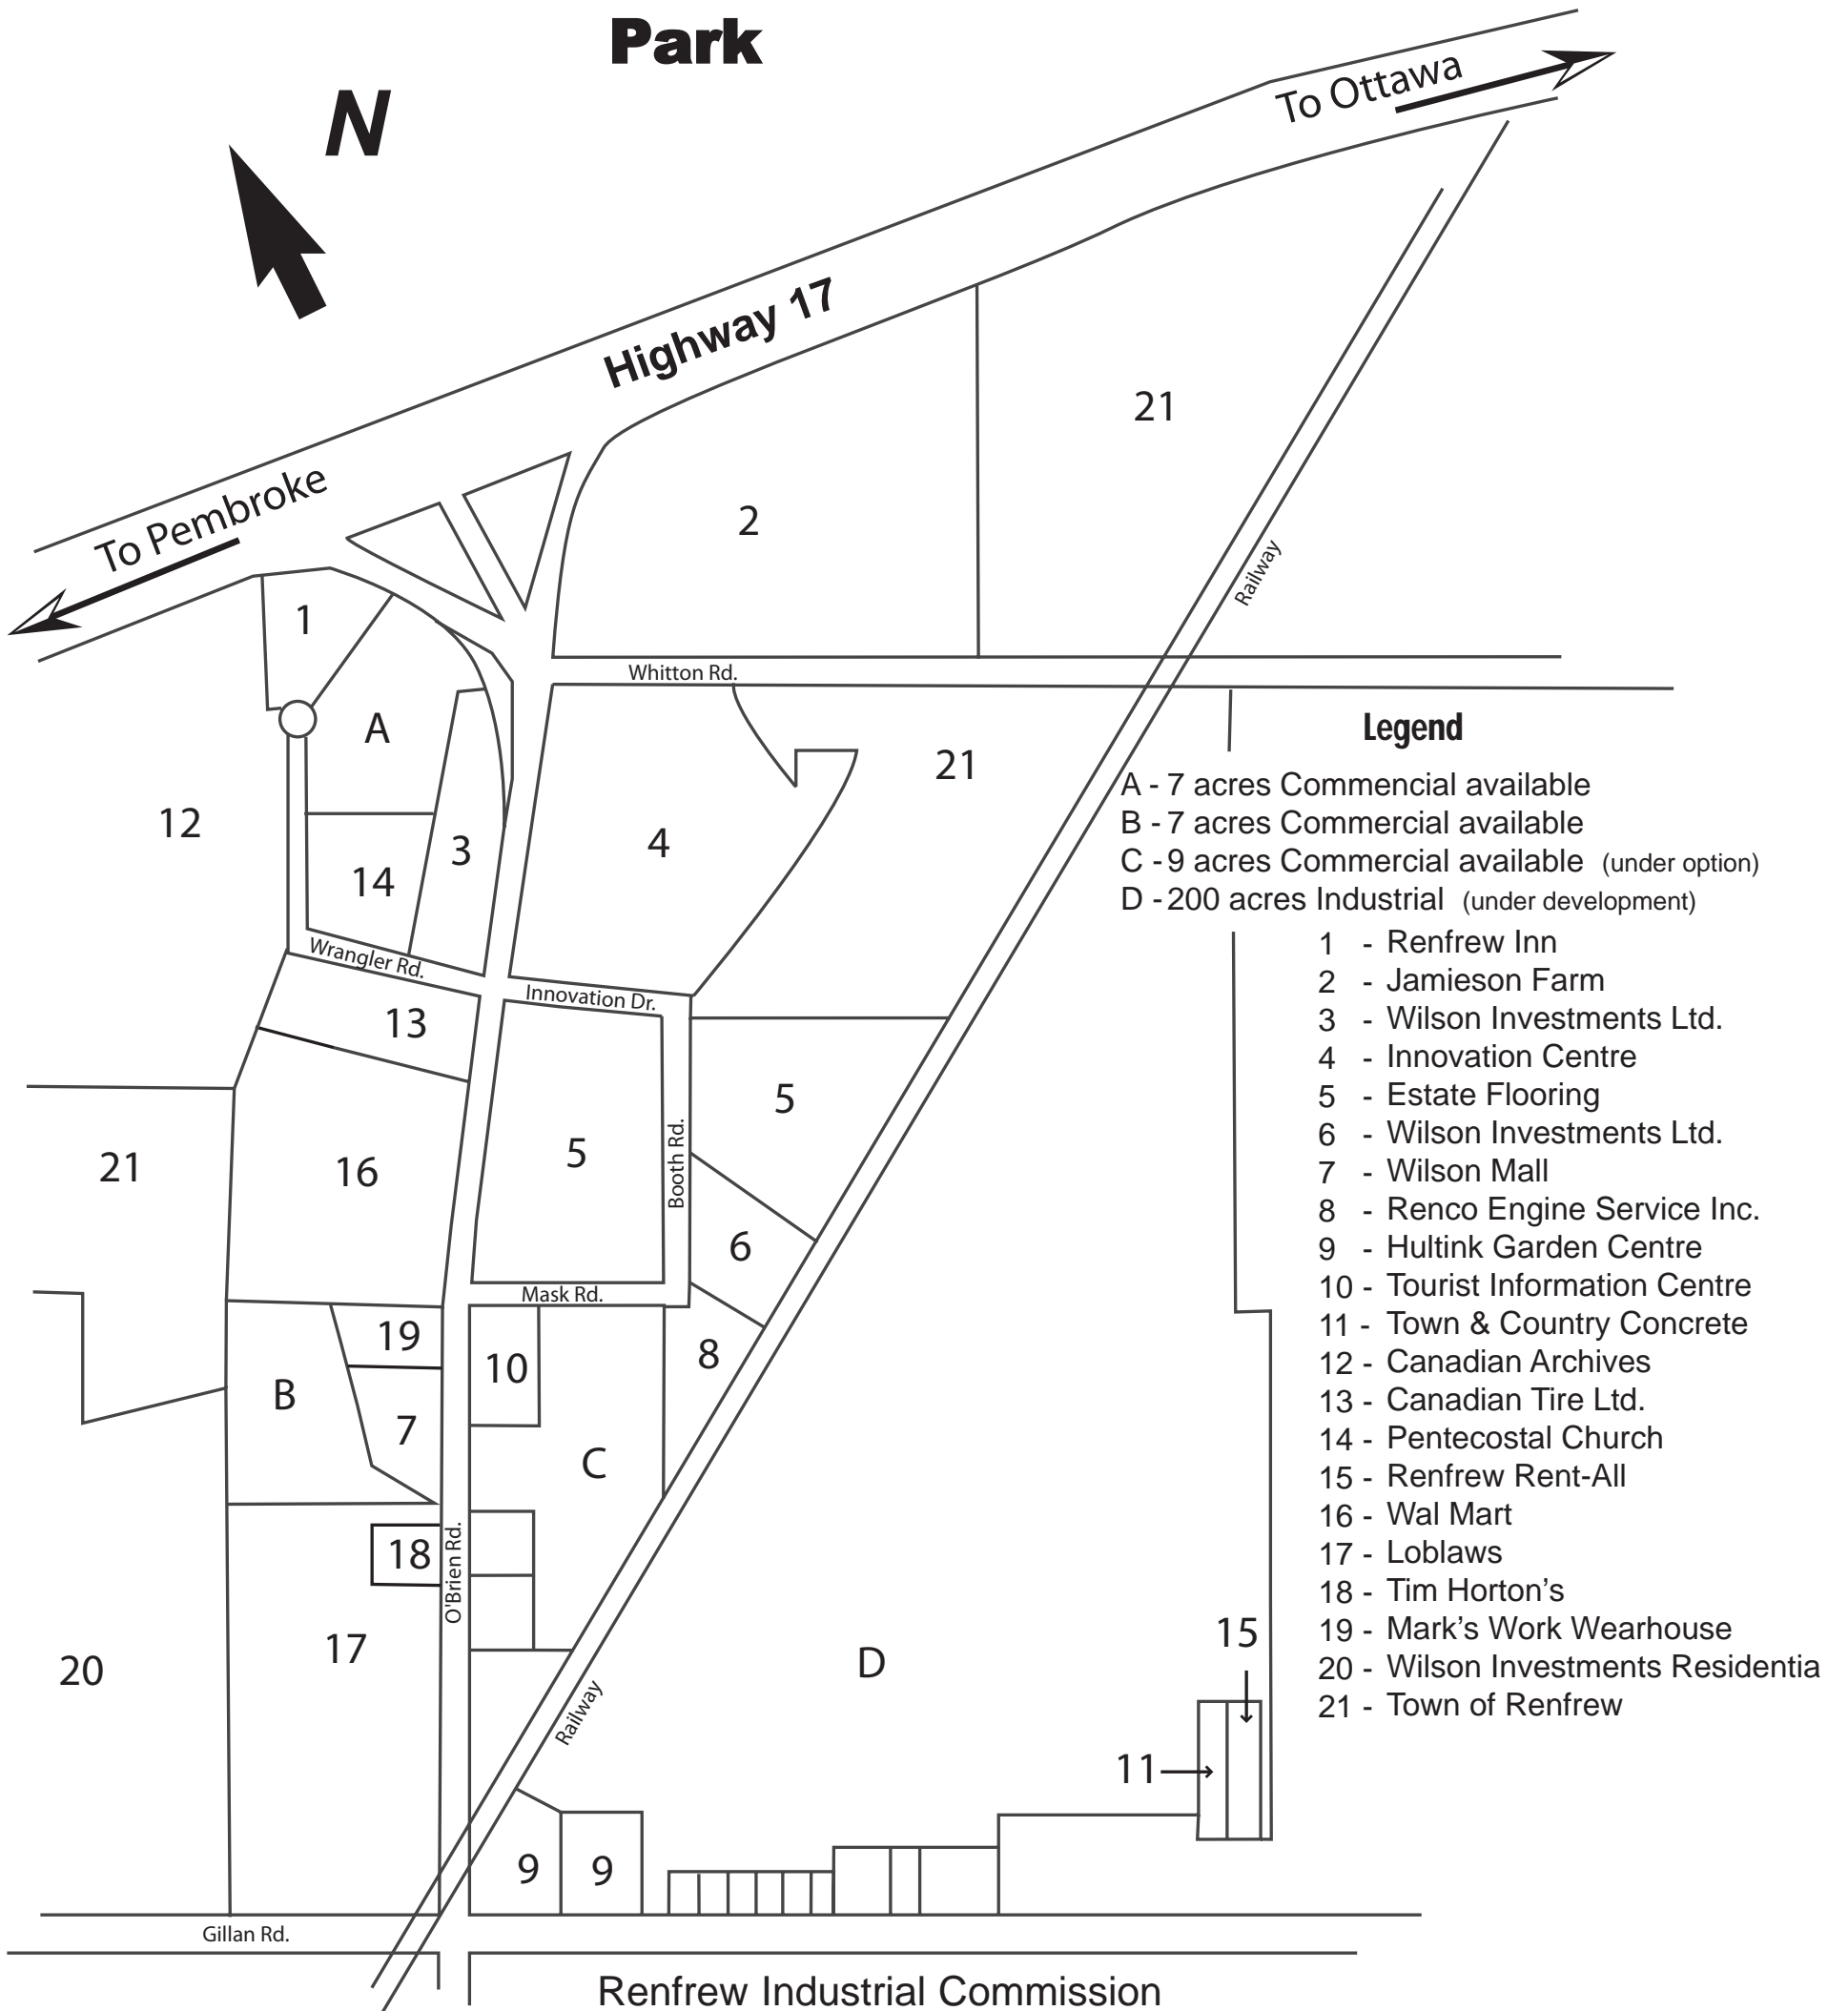 Park
N
To Ottawa
Highway 17
To Pembroke
21
2
1
Railway
Whitton Rd.
A
21
12
3
4
14
Wrangler Rd.
Innovation Dr.
13
5
21
16
5
Booth Rd.
6
Mask Rd.
19
10
8
B
7
C
18
O'Brien Rd.
17
20
D
15
Railway
11
9
9
Gillan Rd.
Legend
A - 7 acres Commencial available
B - 7 acres Commercial available
C - 9 acres Commercial available (under option)
D - 200 acres Industrial (under development)
1 - Renfrew Inn
2 - Jamieson Farm
3 - Wilson Investments Ltd.
4 - Innovation Centre
5 - Estate Flooring
6 - Wilson Investments Ltd.
7 - Wilson Mall
8 - Renco Engine Service Inc.
9 - Hultink Garden Centre
10 - Tourist Information Centre
11 - Town & Country Concrete
12 - Canadian Archives
13 - Canadian Tire Ltd.
14 - Pentecostal Church
15 - Renfrew Rent-All
16 - Wal Mart
17 - Loblaws
18 - Tim Horton’s
19 - Mark’s Work Wearhouse
20 - Wilson Investments Residentia
21 - Town of Renfrew
Renfrew Industrial Commission